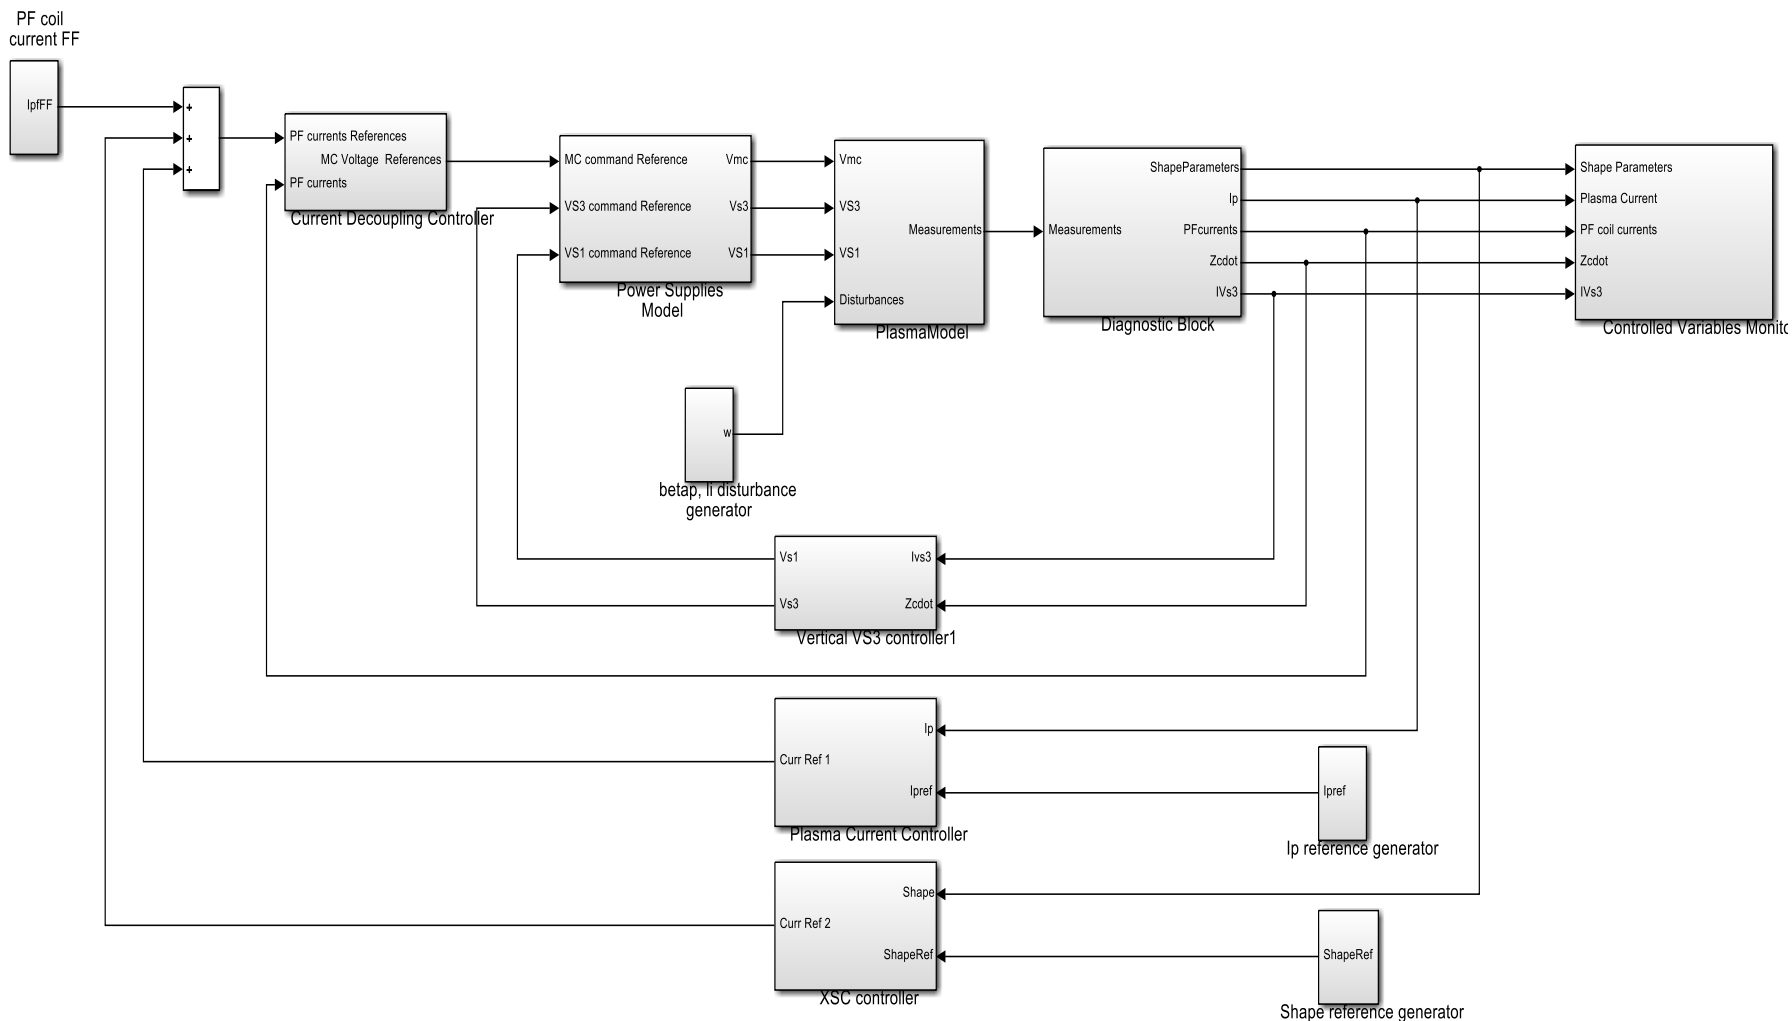 PF coil
current FF
IpfFF
+
+
+
PF currents References
MC Voltage References
PF currents
Current Decoupling Controller
MC command Reference
Vmc
VS3 command Reference
Vs3
VS1 command Reference
VS1
Power Supplies
Model
Vmc
VS3
Measurements
VS1
Disturbances
PlasmaModel
ShapeParameters
Ip
Measurements
PFcurrents
Zcdot
IVs3
Diagnostic Block
Shape Parameters
Plasma Current
PF coil currents
Zcdot
IVs3
Controlled Variables Monito
w
betap, li disturbance
generator
Vs1
Ivs3
Vs3
Zcdot
Vertical VS3 controller1
Ip
Curr Ref 1
Ipref
Plasma Current Controller
Ipref
Ip reference generator
Shape
Curr Ref 2
ShapeRef
XSC controller
ShapeRef
Shape reference generator